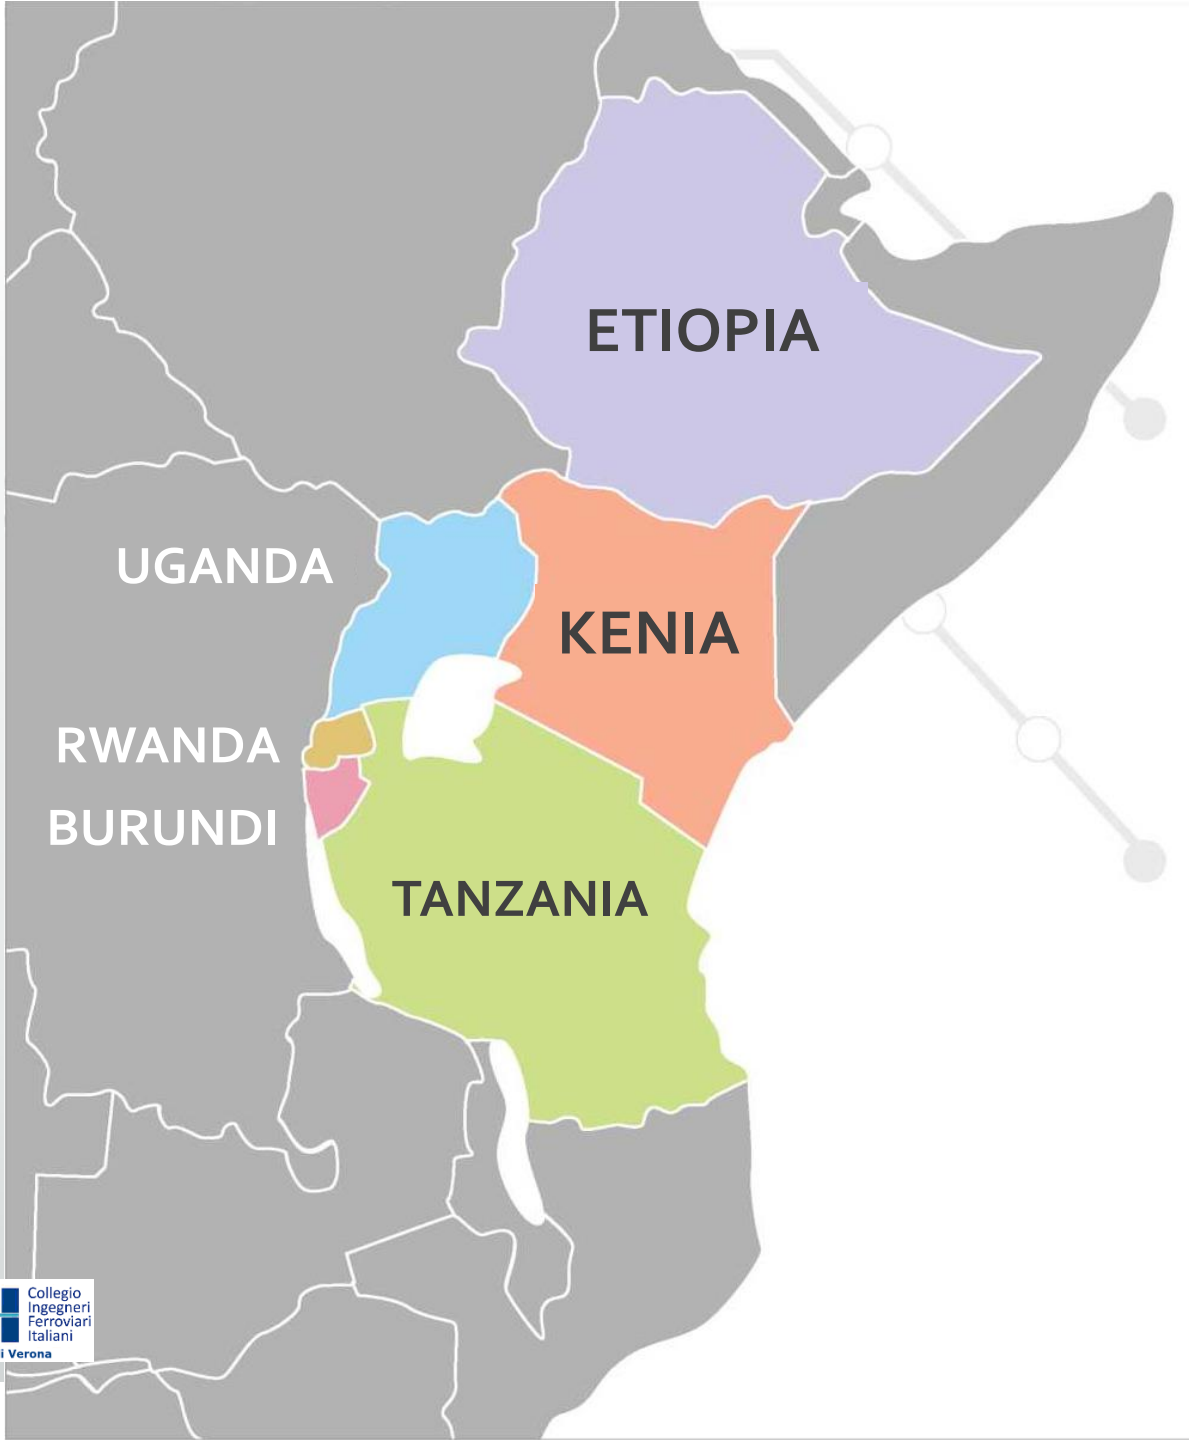 ETIOPIA
UGANDA
KENIA
RWANDA
BURUNDI
TANZANIA
Collegio
Ingegneri
Ferroviari
Italiani
i Verona